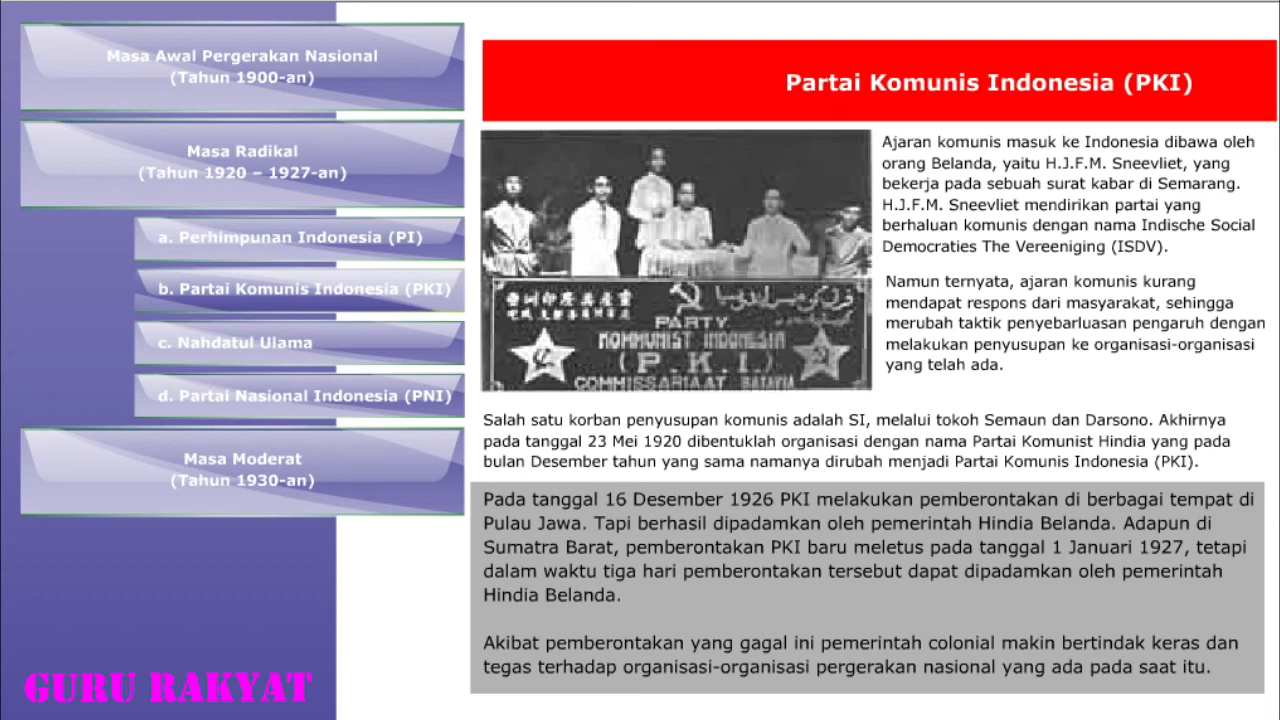 Masa Awal Pergerakan Nasional
(Tahun 1900-an)
Masa Radikal
(Tahun 1920 – 1927-an)
a. Perhimpunan Indonesia (PI)
b. Partai Komunis Indonesia (PKI)
c. Nahdatul Ulama
d. Partai Nasional Indonesia (PNI)
Masa Moderat
(Tahun 1930-an)
GURU RAKYAT
Partai Komunis Indonesia (PKI)
PARTY
KOMMUNIST INDONESIA
(P.K.I.)
COMMISSARIAAT BATAVIA
Ajaran komunis masuk ke Indonesia dibawa oleh
orang Belanda, yaitu H.J.F.M. Sneevliet, yang
bekerja pada sebuah surat kabar di Semarang.
H.J.F.M. Sneevliet mendirikan partai yang
berhaluan komunis dengan nama Indische Social
Democraties The Vereeniging (ISDV).
Namun ternyata, ajaran komunis kurang
mendapat respons dari masyarakat, sehingga
merubah taktik penyebarluasan pengaruh dengan
melakukan penyusupan ke organisasi-organisasi
yang telah ada.
Salah satu korban penyusupan komunis adalah SI, melalui tokoh Semaun dan Darsono. Akhirnya
pada tanggal 23 Mei 1920 dibentuklah organisasi dengan nama Partai Komunist Hindia yang pada
bulan Desember tahun yang sama namanya dirubah menjadi Partai Komunis Indonesia (PKI).
Pada tanggal 16 Desember 1926 PKI melakukan pemberontakan di berbagai tempat di
Pulau Jawa. Tapi berhasil dipadamkan oleh pemerintah Hindia Belanda. Adapun di
Sumatra Barat, pemberontakan PKI baru meletus pada tanggal 1 Januari 1927, tetapi
dalam waktu tiga hari pemberontakan tersebut dapat dipadamkan oleh pemerintah
Hindia Belanda.
Akibat pemberontakan yang gagal ini pemerintah colonial makin bertindak keras dan
tegas terhadap organisasi-organisasi pergerakan nasional yang ada pada saat itu.